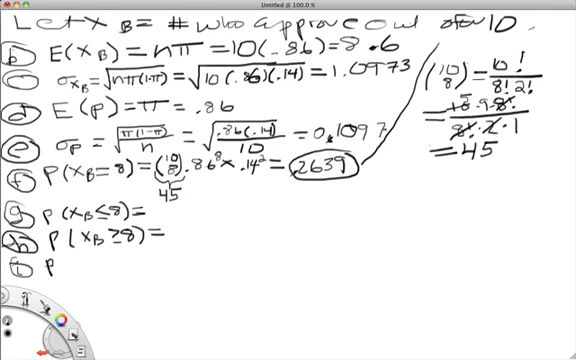 Untitled @ 100.0 %
Let X B = # who approve out of 10
b) E(X_B) = nπ = 10(.86) = 8.6
c) σ_X_B = √nπ(1-π) = √10(.86)(.14) = 1.0973
d) E(p) = π = .86
e) σ_p = √π(1-π)/n = √.86(.14)/10 = 0.1097
f) P(X_B = 8) = (10 8) .86^8 × .14^2 = .2639
45
g) P(X_B ≤ 8) =
h) P(X_B ≥ 8) =
i) P
(10 8) = 10!/8!2!
= 10·9·8!/8!·2·1
= 45